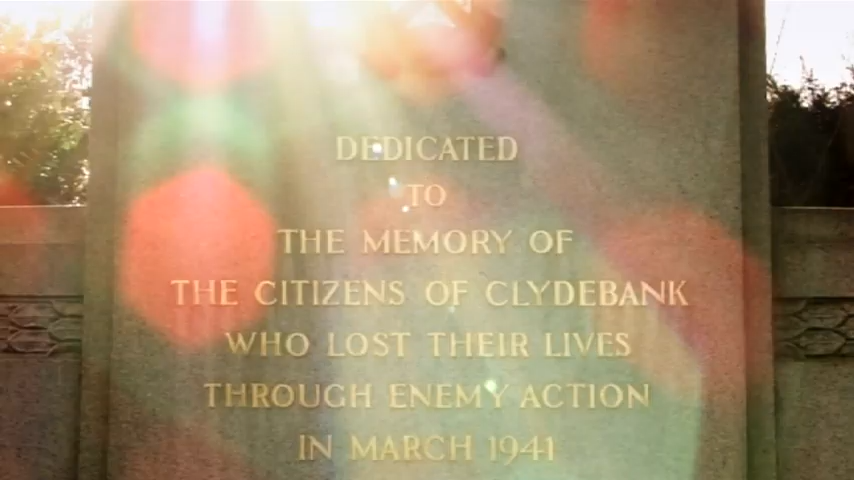 DEDICATED
TO
THE MEMORY OF
THE CITIZENS OF CLYDEBANK
WHO LOST THEIR LIVES
THROUGH ENEMY ACTION
IN MARCH 1941